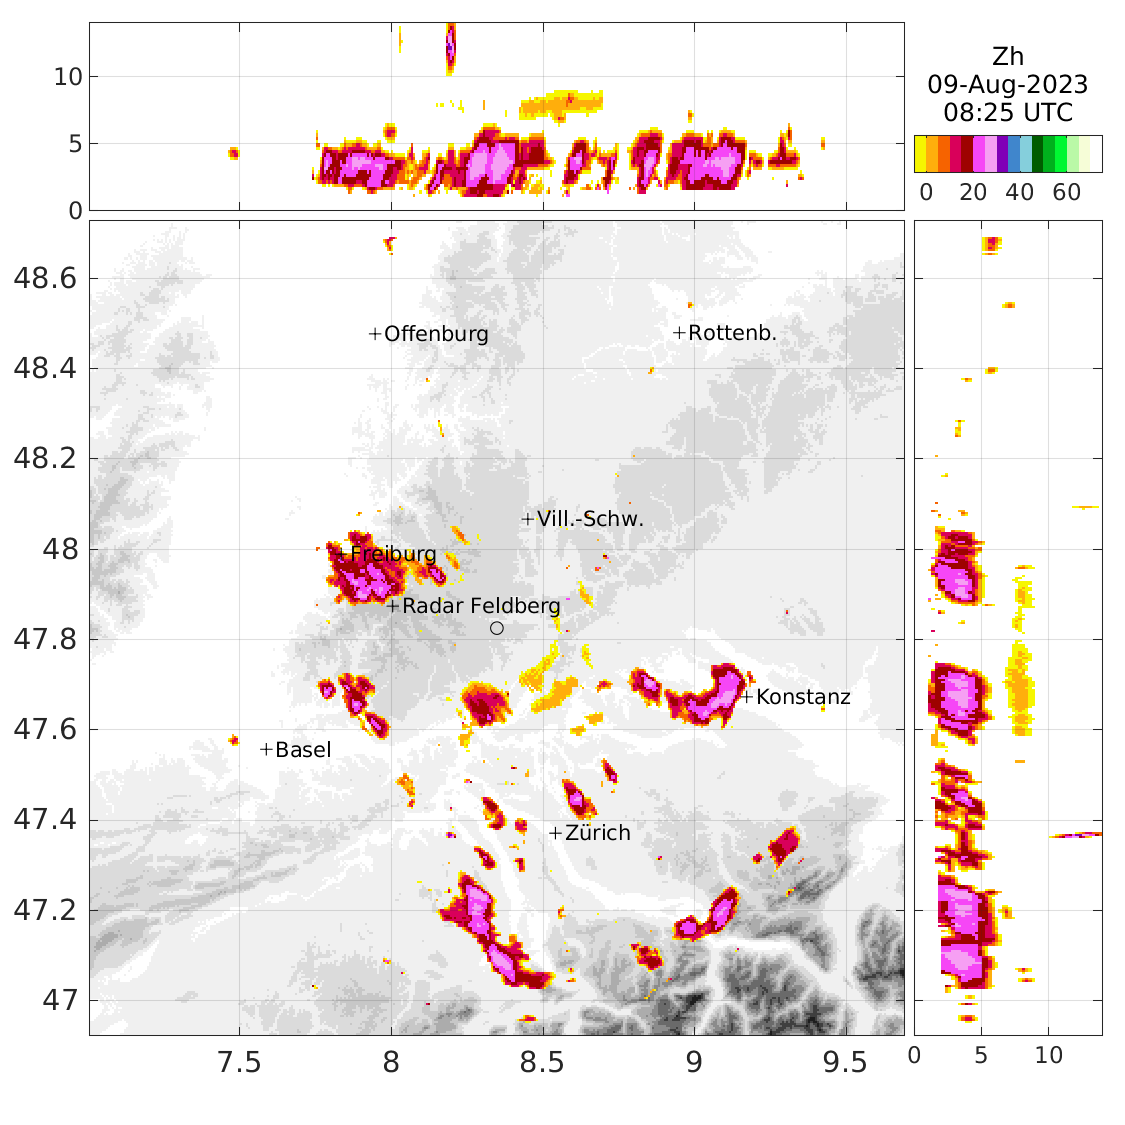 10
5
0
Zh
09-Aug-2023
08:25 UTC
0 20 40 60
48.6
48.4
48.2
48
47.8
47.6
47.4
47.2
47
+Offenburg
+Rottenb.
+Vill.-Schw.
+Freiburg
+Radar Feldberg
+Konstanz
+Basel
+Zürich
7.5 8 8.5 9 9.5
0 5 10